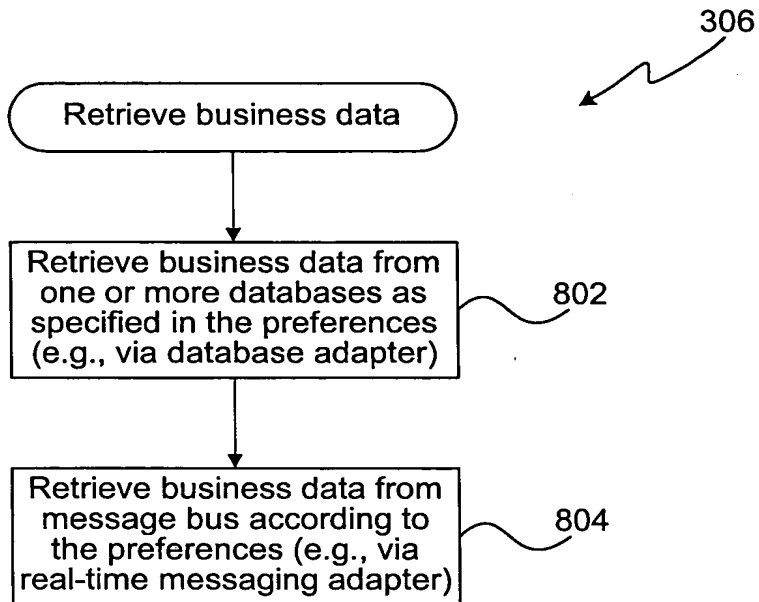 306
Retrieve business data
Retrieve business data from
one or more databases as
specified in the preferences
(e.g., via database adapter)
802
Retrieve business data from
message bus according to
the preferences (e.g., via
real-time messaging adapter)
804